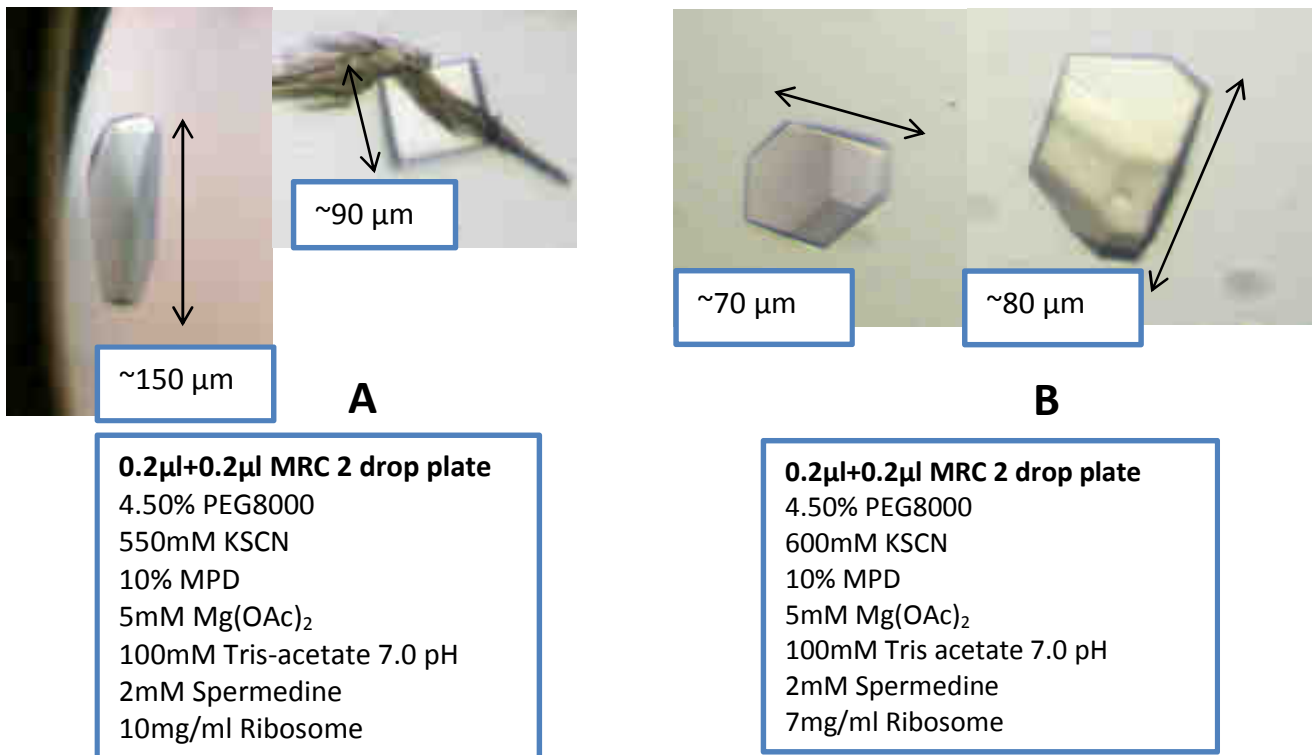 ~90 µm
~150 µm
A
0.2µl+0.2µl MRC 2 drop plate
4.50% PEG8000
550mM KSCN
10% MPD
5mM Mg(OAc)₂
100mM Tris-acetate 7.0 pH
2mM Spermedine
10mg/ml Ribosome
~70 µm
~80 µm
B
0.2µl+0.2µl MRC 2 drop plate
4.50% PEG8000
600mM KSCN
10% MPD
5mM Mg(OAc)₂
100mM Tris acetate 7.0 pH
2mM Spermedine
7mg/ml Ribosome